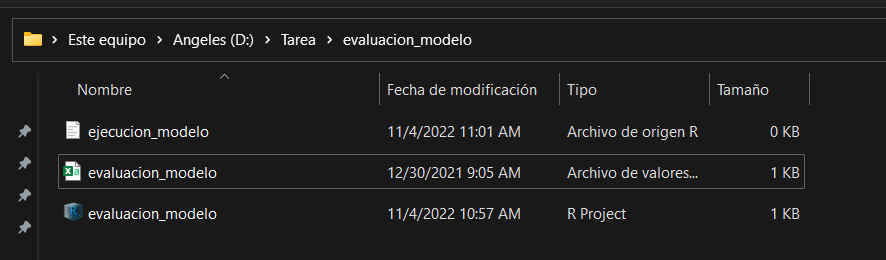 Este equipo > Angeles (D:) > Tarea > evaluacion_modelo
Nombre Fecha de modificación Tipo Tamaño
ejecucion_modelo 11/4/2022 11:01 AM Archivo de origen R 0 KB
evaluacion_modelo 12/30/2021 9:05 AM Archivo de valores... 1 KB
evaluacion_modelo 11/4/2022 10:57 AM R Project 1 KB